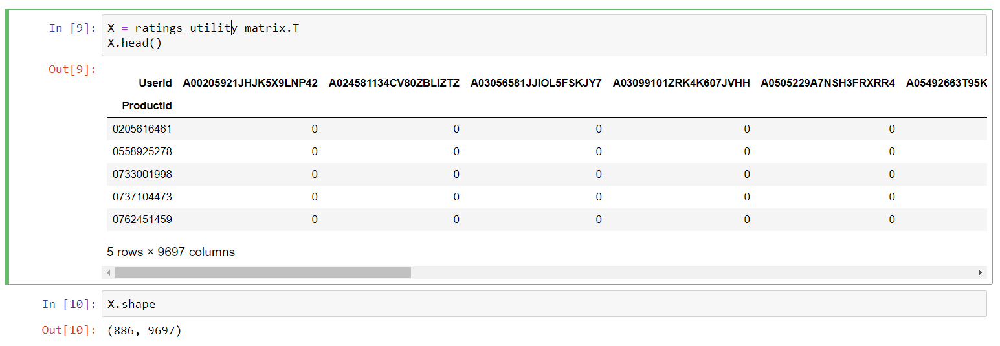 In [9]: X = ratings_utility_matrix.T
X.head()
Out[9]:
UserId A00205921JHJK5X9LNP42 A024581134CV80ZBLIZTZ A03056581JJIOL5FSKJY7 A03099101ZRK4K607JVHH A0505229A7NSH3FRXRR4 A05492663T95K
ProductId
0205616461 0 0 0 0 0
0558925278 0 0 0 0 0
0733001998 0 0 0 0 0
0737104473 0 0 0 0 0
0762451459 0 0 0 0 0
5 rows × 9697 columns
In [10]: X.shape
Out[10]: (886, 9697)